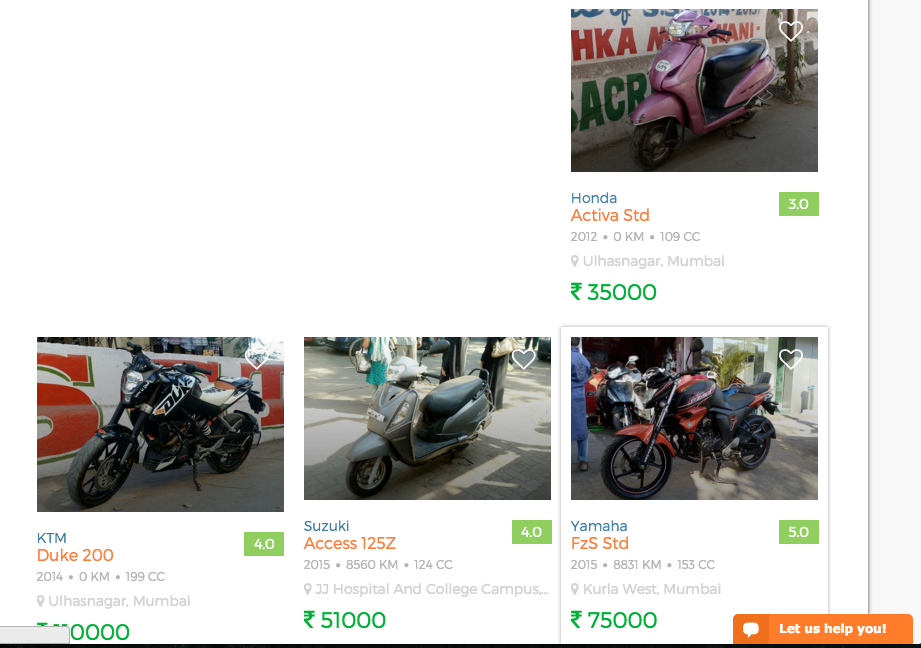 HKA
SACR
Honda
Activa Std
3.0
2012 • 0 KM • 109 CC
Ulhasnagar, Mumbai
₹ 35000
DUKE
KTM
Duke 200
4.0
2014 • 0 KM • 199 CC
Ulhasnagar, Mumbai
0000
Suzuki
Access 125Z
4.0
2015 • 8560 KM • 124 CC
JJ Hospital And College Campus,...
₹ 51000
Yamaha
FzS Std
5.0
2015 • 8831 KM • 153 CC
Kurla West, Mumbai
₹ 75000
Let us help you!